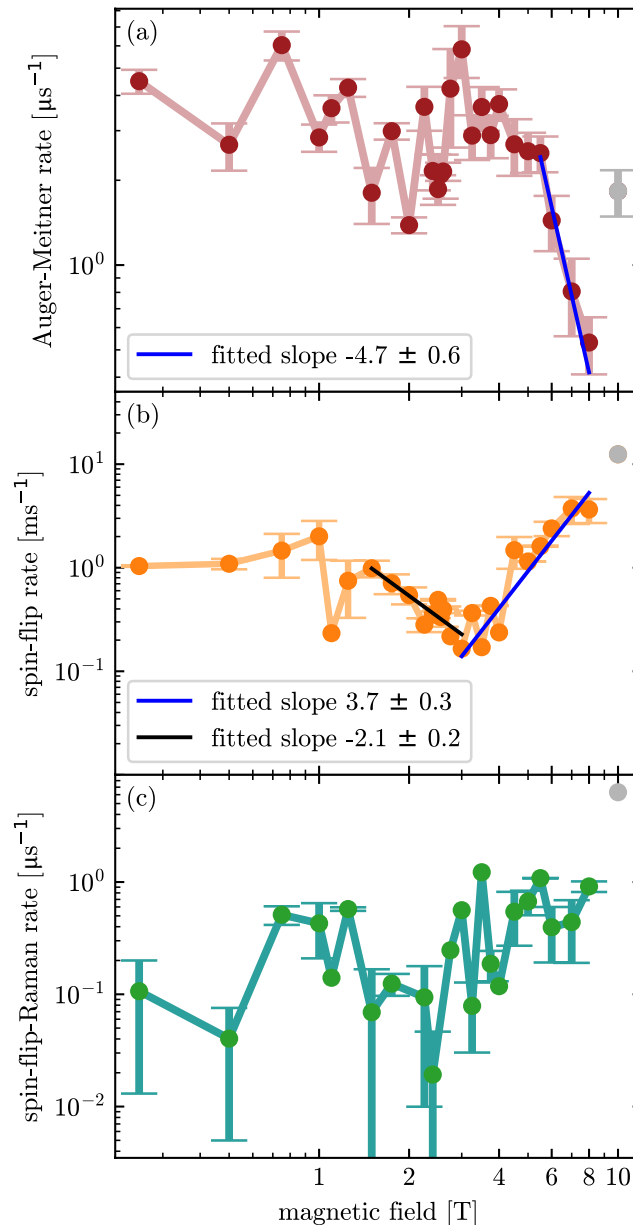 (a)
Auger-Meitner rate [μs⁻¹]
10⁰
fitted slope -4.7 ± 0.6
(b)
spin-flip rate [ms⁻¹]
10¹
10⁰
10⁻¹
fitted slope 3.7 ± 0.3
fitted slope -2.1 ± 0.2
(c)
spin-flip-Raman rate [μs⁻¹]
10⁰
10⁻¹
10⁻²
1 2 4 6 8 10
magnetic field [T]